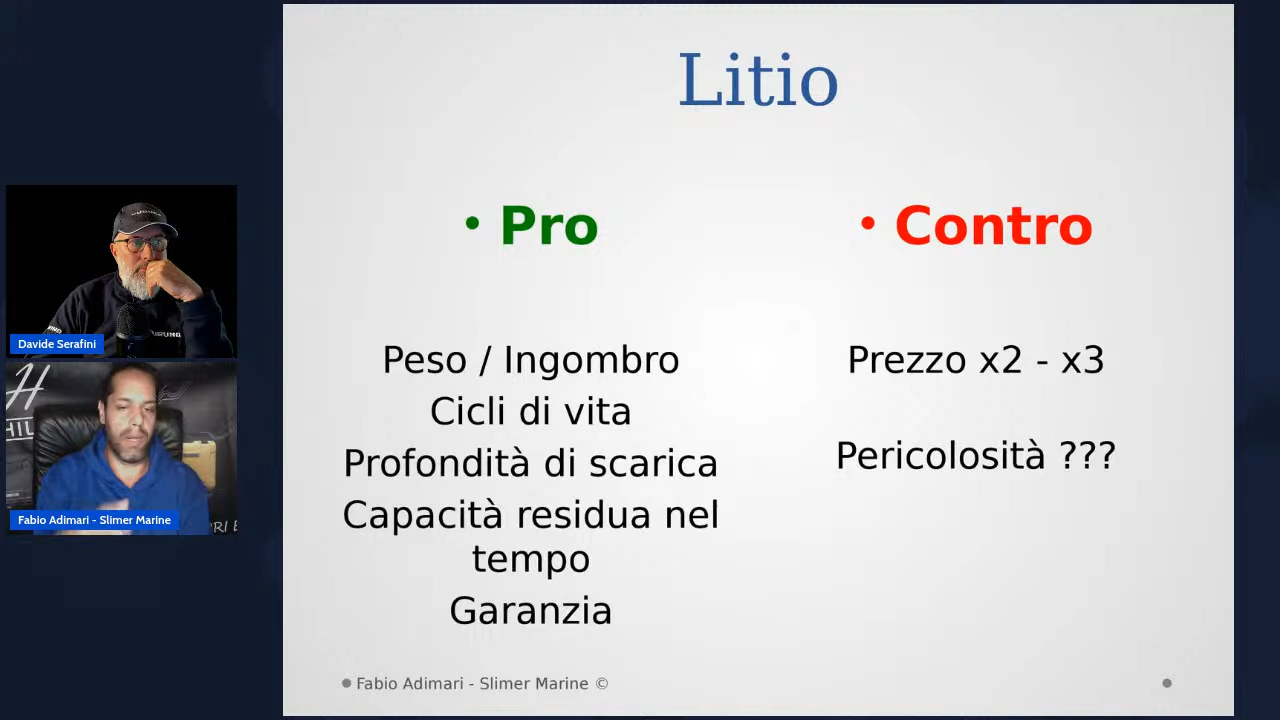 Litio
• Pro
• Contro
Peso / Ingombro
Cicli di vita
Profondità di scarica
Capacità residua nel
tempo
Garanzia
Prezzo x2 - x3
Pericolosità ???
Fabio Adimari - Slimer Marine ©
Davide Serafini
Fabio Adimari - Slimer Marine